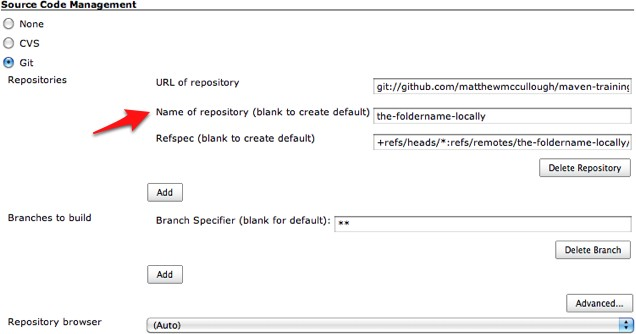 Source Code Management
None
CVS
Git
Repositories
URL of repository
git://github.com/matthewmccullough/maven-training
Name of repository (blank to create default)
the-foldername-locally
Refspec (blank to create default)
+refs/heads/*:refs/remotes/the-foldername-locally/
Delete Repository
Add
Branches to build
Branch Specifier (blank for default):
**
Delete Branch
Add
Advanced...
Repository browser
(Auto)